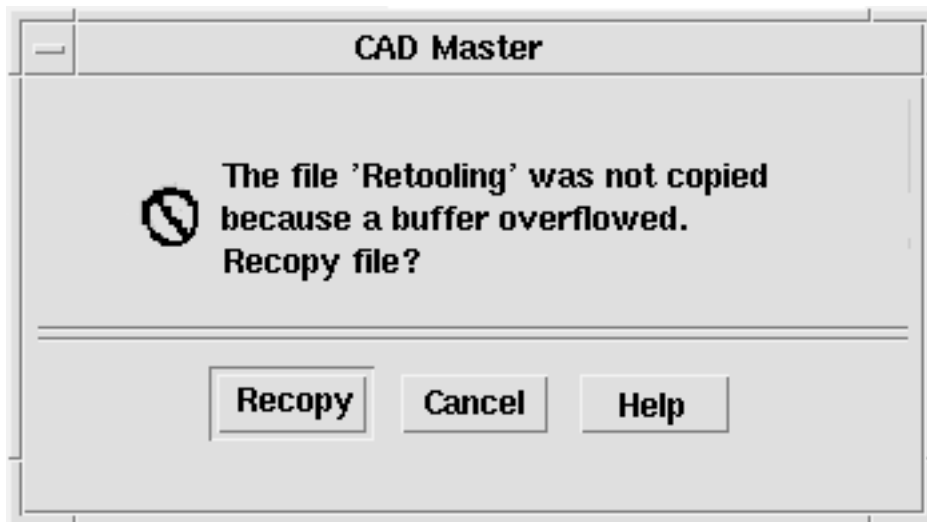 CAD Master
The file 'Retooling' was not copied
because a buffer overflowed.
Recopy file?
Recopy
Cancel
Help